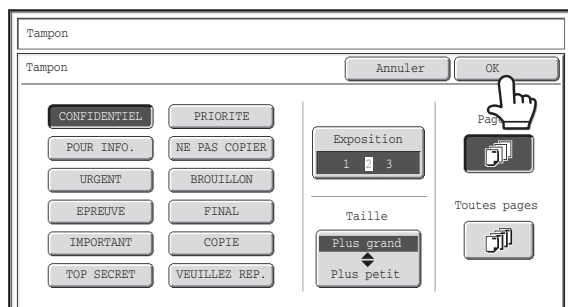 Tampon
Tampon
Annuler
OK
CONFIDENTIEL
PRIORITE
POUR INFO.
NE PAS COPIER
URGENT
BROUILLON
EPREUVE
FINAL
IMPORTANT
COPIE
TOP SECRET
VEUILLEZ REP.
Exposition
1 2 3
Taille
Plus grand
Plus petit
Toutes pages